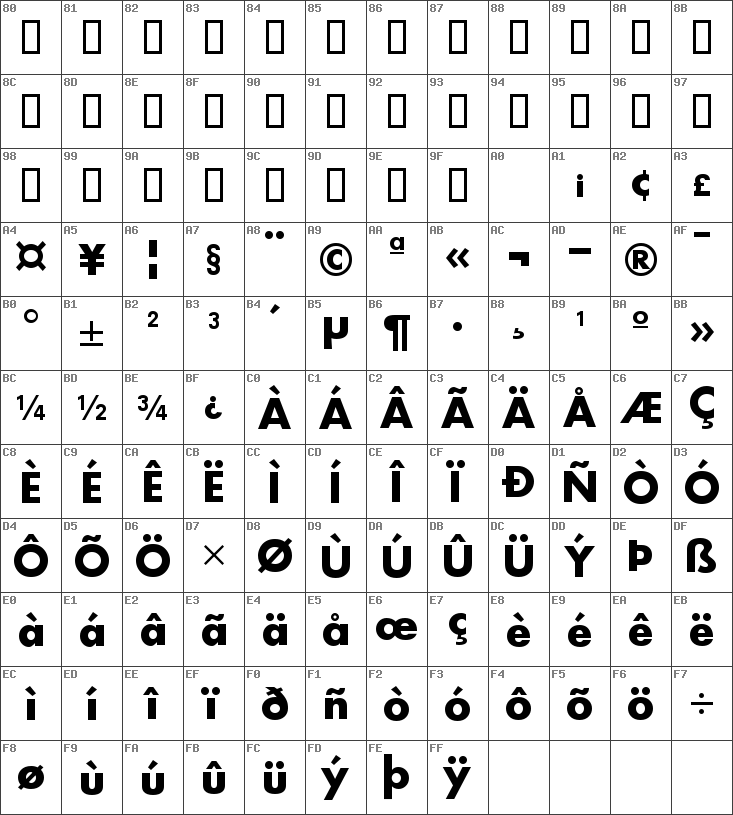 80 81 82 83 84 85 86 87 88 89 8A 8B
8C 8D 8E 8F 90 91 92 93 94 95 96 97
98 99 9A 9B 9C 9D 9E 9F A0 A1 A2 A3
¡ ¢ £
A4 A5 A6 A7 A8 A9 AA AB AC AD AE AF
¤ ¥ ¦ § ¨ © ª « ¬ ¯ ® ¯
B0 B1 B2 B3 B4 B5 B6 B7 B8 B9 BA BB
° ± ² ³ ´ µ ¶ · ¸ ¹ º »
BC BD BE BF C0 C1 C2 C3 C4 C5 C6 C7
¼ ½ ¾ ¿ À Á Â Ã Ä Å Æ Ç
C8 C9 CA CB CC CD CE CF D0 D1 D2 D3
È É Ê Ë Ì Í Î Ï Ð Ñ Ò Ó
D4 D5 D6 D7 D8 D9 DA DB DC DD DE DF
Ô Õ Ö × Ø Ù Ú Û Ü Ý Þ ß
E0 E1 E2 E3 E4 E5 E6 E7 E8 E9 EA EB
à á â ã ä å œ ç è é ê ë
EC ED EE EF F0 F1 F2 F3 F4 F5 F6 F7
ì í î ï ð ñ ò ó ô õ ö ÷
F8 F9 FA FB FC FD FE FF
ø ù ú û ü ý þ ÿ